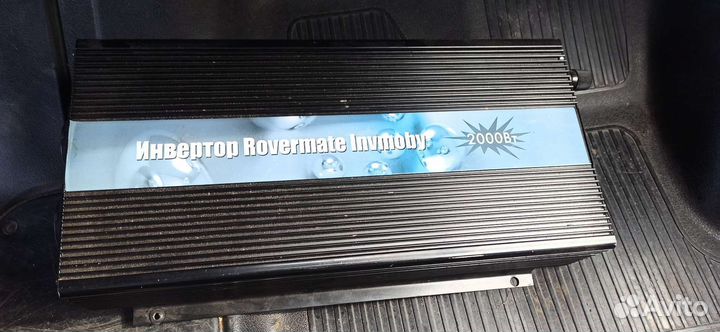 Инвертор Rovermate Invmoby
2000Вт
Avito